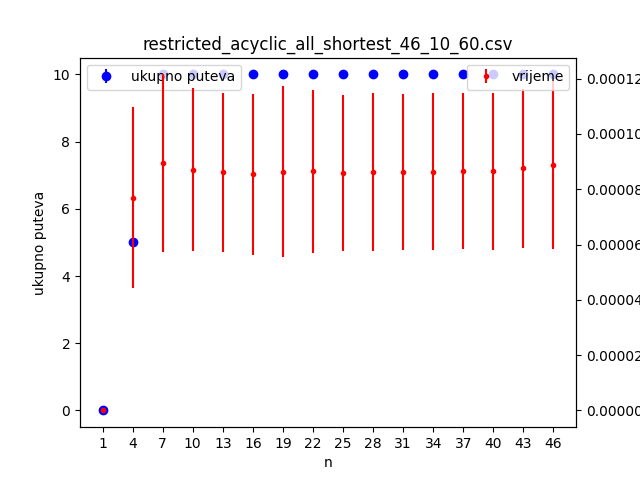 restricted_acyclic_all_shortest_46_10_60.csv
ukupno puteva
vrijeme
ukupno puteva
10
8
6
4
2
0
0.00012
0.00010
0.00008
0.00006
0.00004
0.00002
0.00000
1 4 7 10 13 16 19 22 25 28 31 34 37 40 43 46
n